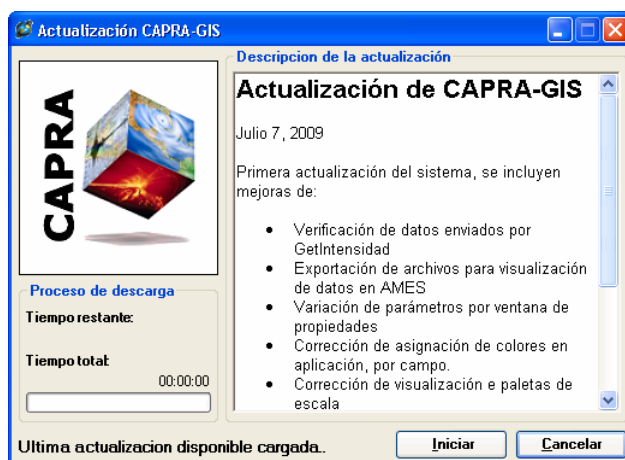 Actualización CAPRA-GIS
CAPRA
Descripcion de la actualización
Actualización de CAPRA-GIS
Julio 7, 2009
Primera actualización del sistema, se incluyen
mejoras de:
• Verificación de datos enviados por
GetIntensidad
• Exportación de archivos para visualización
de datos en AMES
• Variación de parámetros por ventana de
propiedades
• Corrección de asignación de colores en
aplicación, por campo.
• Corrección de visualización e paletas de
escala
Proceso de descarga
Tiempo restante:
Tiempo total:
00:00:00
Ultima actualizacion disponible cargada..
Iniciar
Cancelar